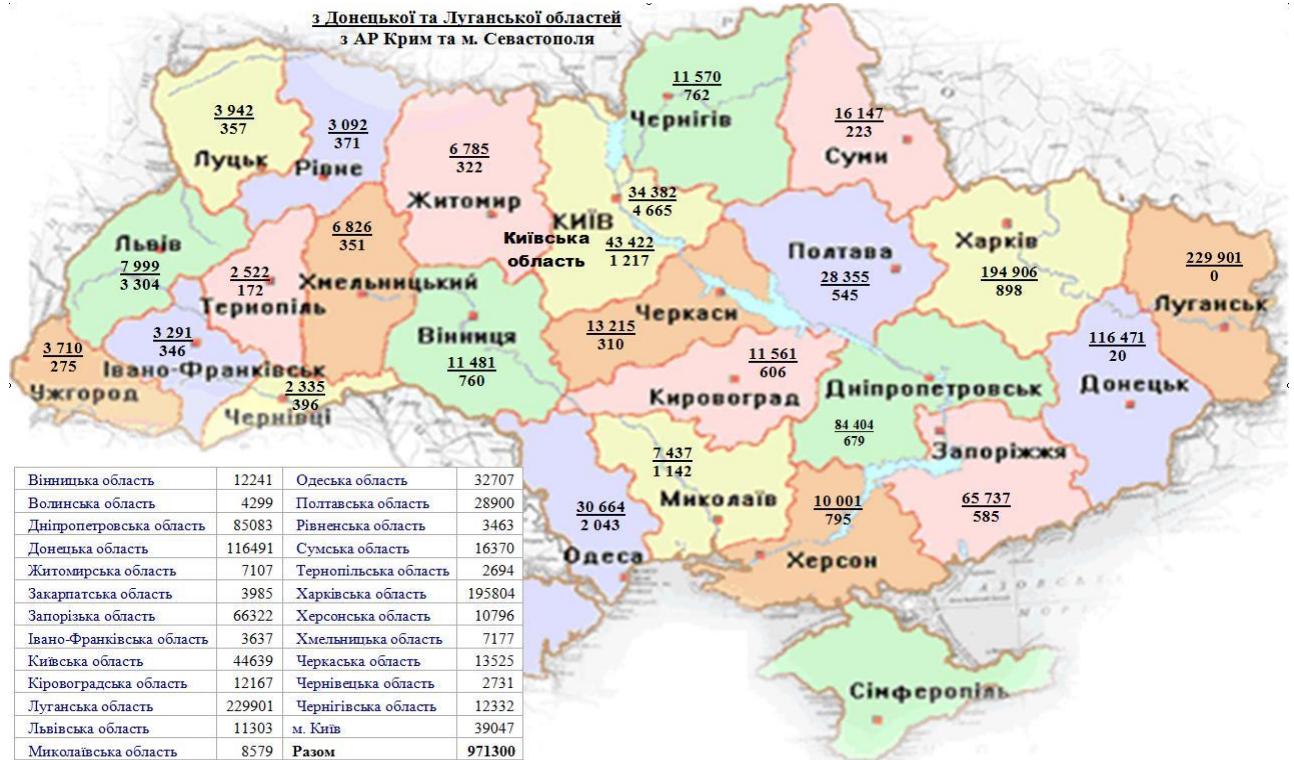 з Донецької та Луганської областей
з АР Крим та м. Севастополя
11 570
762
Чернігів
16 147
223
Суми
3 942
357
Луцьк
3 092
371
Рівне
6 785
322
Житомир
34 382
4 665
КИЇВ
Київська
область
43 422
1 217
6 826
351
Хмельницький
Львів
7 999
3 304
2 522
172
Тернопіль
Полтава
28 355
545
Харків
194 906
898
229 901
0
Луганськ
Черкаси
13 215
310
Вінниця
11 481
760
3 291
346
Івано-Франківськ
3 710
275
Ужгород
2 335
396
Чернівці
11 561
606
Кировоград
Дніпропетровськ
84 404
679
116 471
20
Донецьк
Запоріжжя
65 737
585
7 437
1 142
Миколаїв
10 001
795
Херсон
30 664
2 043
Одеса
Сімферопіль
Вінницька область 12241 Одеська область 32707
Волинська область 4299 Полтавська область 28900
Дніпропетровська область 85083 Рівненська область 3463
Донецька область 116491 Сумська область 16370
Житомирська область 7107 Тернопільська область 2694
Закарпатська область 3985 Харківська область 195804
Запорізька область 66322 Херсонська область 10796
Івано-Франківська область 3637 Хмельницька область 7177
Київська область 44639 Черкаська область 13525
Кіровоградська область 12167 Чернівецька область 2731
Луганська область 229901 Чернігівська область 12332
Львівська область 11303 м. Київ 39047
Миколаївська область 8579 Разом 971300